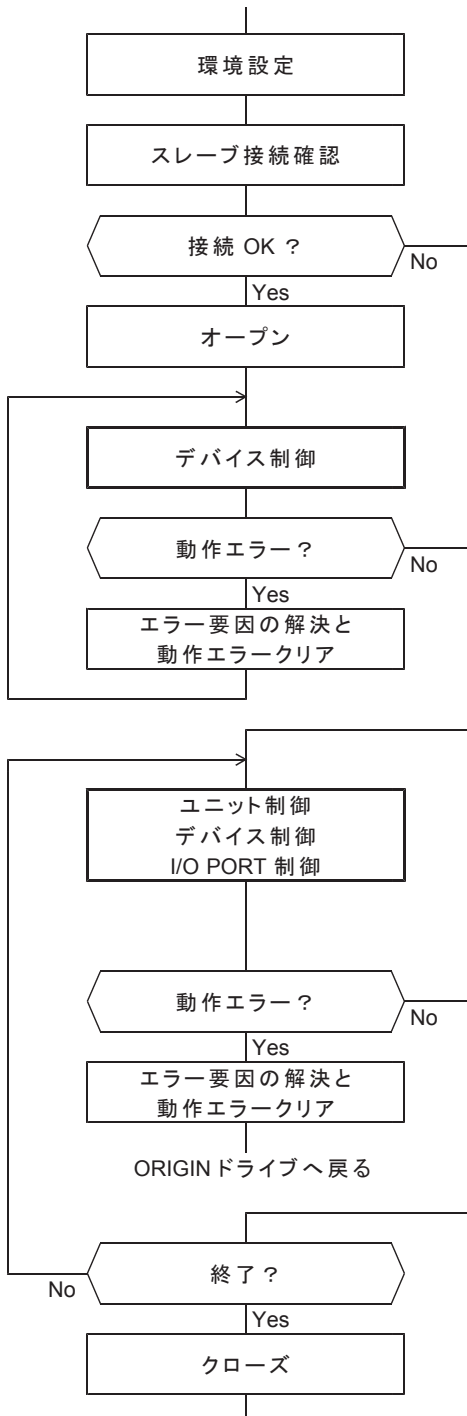 環境設定
スレーブ接続確認
接続 OK ?
No
Yes
オープン
デバイス制御
動作エラー?
No
Yes
エラー要因の解決と
動作エラークリア
ユニット制御
デバイス制御
I/O PORT 制御
動作エラー?
No
Yes
エラー要因の解決と
動作エラークリア
ORIGINドライブへ戻る
終了?
No
Yes
クローズ